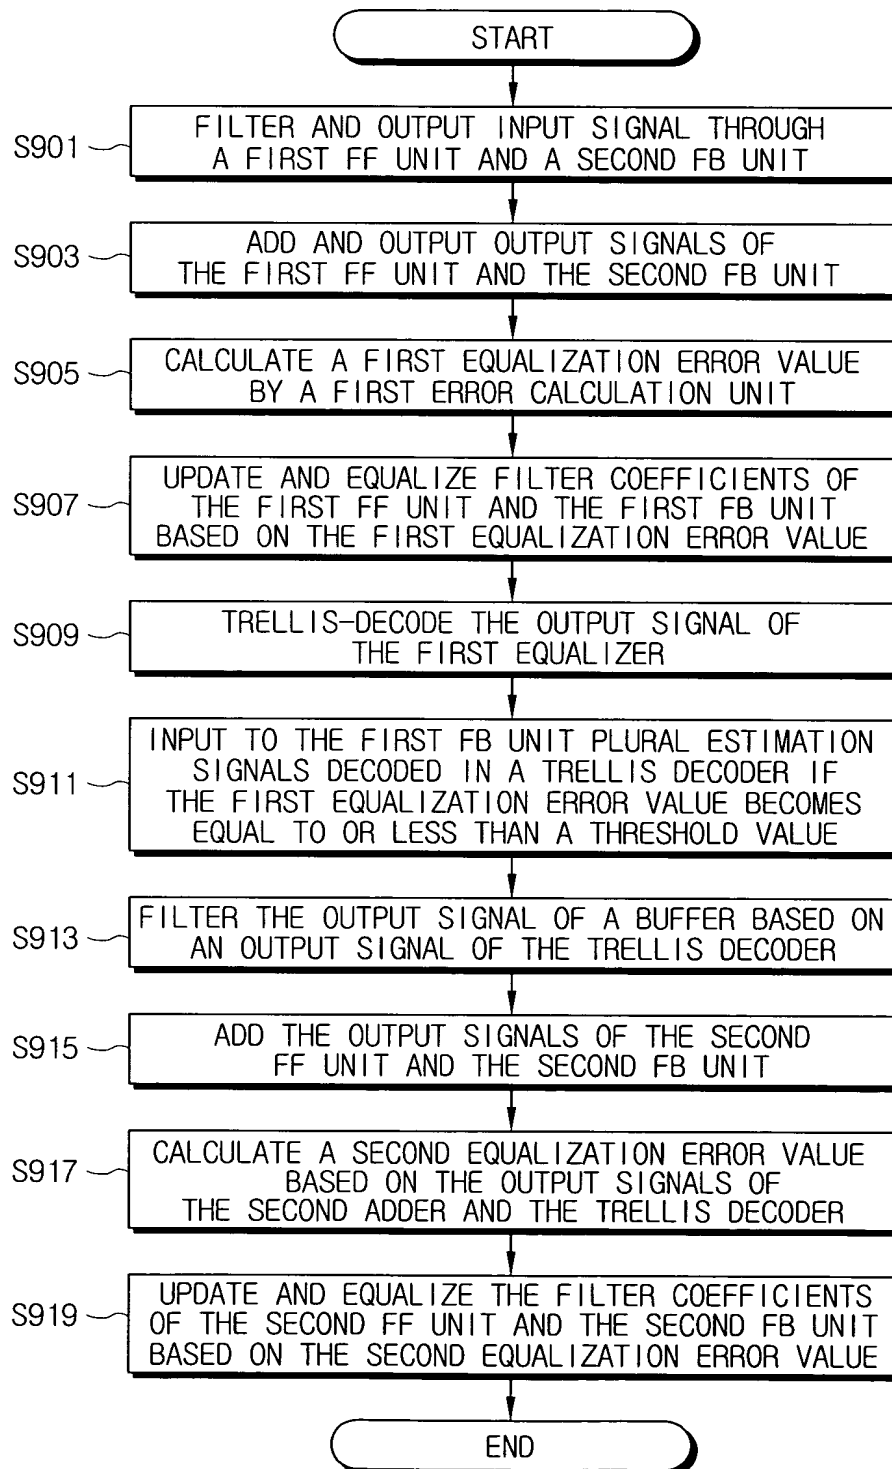 START
S901
FILTER AND OUTPUT INPUT SIGNAL THROUGH
A FIRST FF UNIT AND A SECOND FB UNIT
S903
ADD AND OUTPUT OUTPUT SIGNALS OF
THE FIRST FF UNIT AND THE SECOND FB UNIT
S905
CALCULATE A FIRST EQUALIZATION ERROR VALUE
BY A FIRST ERROR CALCULATION UNIT
S907
UPDATE AND EQUALIZE FILTER COEFFICIENTS OF
THE FIRST FF UNIT AND THE FIRST FB UNIT
BASED ON THE FIRST EQUALIZATION ERROR VALUE
S909
TRELLIS-DECODE THE OUTPUT SIGNAL OF
THE FIRST EQUALIZER
S911
INPUT TO THE FIRST FB UNIT PLURAL ESTIMATION
SIGNALS DECODED IN A TRELLIS DECODER IF
THE FIRST EQUALIZATION ERROR VALUE BECOMES
EQUAL TO OR LESS THAN A THRESHOLD VALUE
S913
FILTER THE OUTPUT SIGNAL OF A BUFFER BASED ON
AN OUTPUT SIGNAL OF THE TRELLIS DECODER
S915
ADD THE OUTPUT SIGNALS OF THE SECOND
FF UNIT AND THE SECOND FB UNIT
S917
CALCULATE A SECOND EQUALIZATION ERROR VALUE
BASED ON THE OUTPUT SIGNALS OF
THE SECOND ADDER AND THE TRELLIS DECODER
S919
UPDATE AND EQUALIZE THE FILTER COEFFICIENTS
OF THE SECOND FF UNIT AND THE SECOND FB UNIT
BASED ON THE SECOND EQUALIZATION ERROR VALUE
END